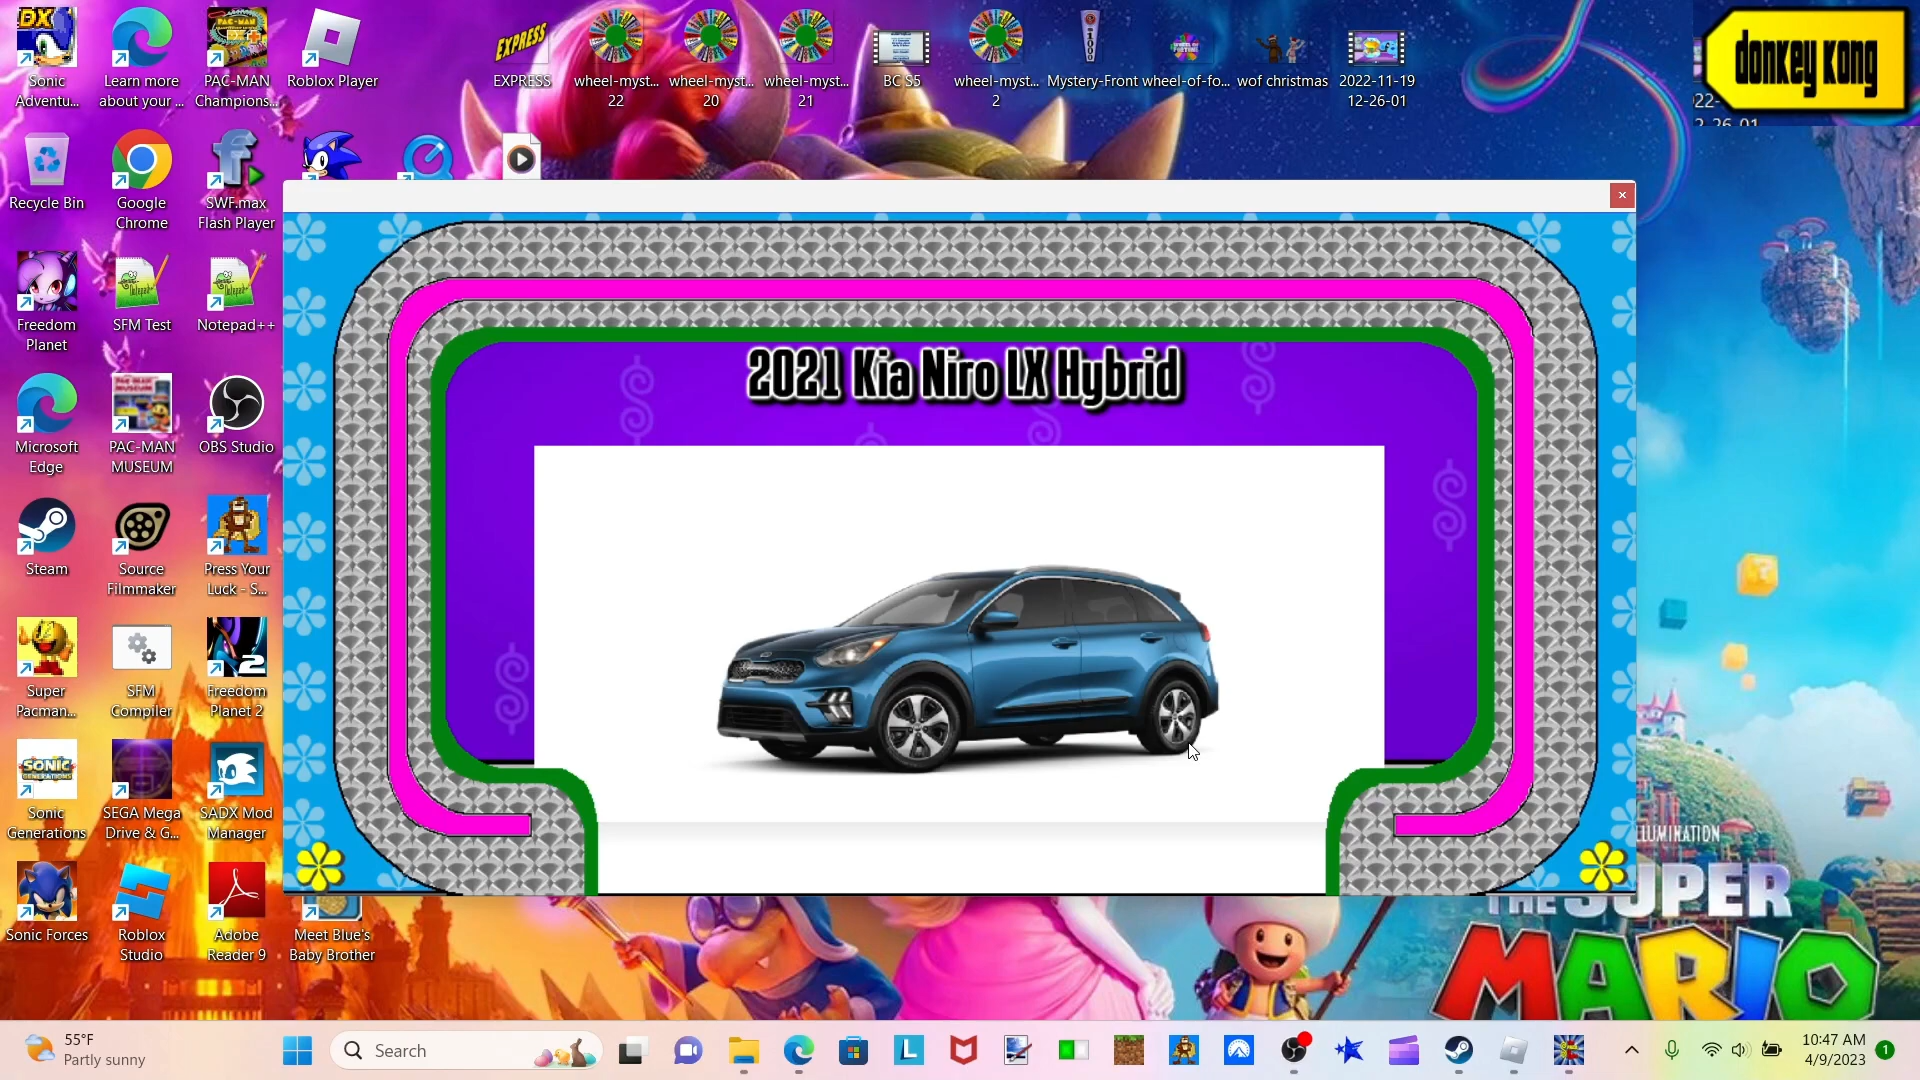 DX
Sonic
Adventu...
Learn more
about your ...
PAC-MAN
Champions...
Roblox Player
EXPRESS
EXPRESS
wheel-myst...
22
wheel-myst...
20
wheel-myst...
21
BC S5
wheel-myst...
2
Mystery-Front
wheel-of-fo...
wof christmas
2022-11-19
12-26-01
donkey kong
Recycle Bin
Google
Chrome
SWF.max
Flash Player
Freedom
Planet
SFM Test
Notepad++
Microsoft
Edge
PAC-MAN
MUSEUM
OBS Studio
Steam
Source
Filmmaker
Press Your
Luck - S...
Super
Pacman...
SFM
Compiler
Freedom
Planet 2
Sonic
Generations
SEGA Mega
Drive & G...
SADX Mod
Manager
Sonic Forces
Roblox
Studio
Adobe
Reader 9
Meet Blue's
Baby Brother
2021 Kia Niro LX Hybrid
ILLUMINATION
THE SUPER
MARIO
55°F
Partly sunny
Search
10:47 AM
4/9/2023
1